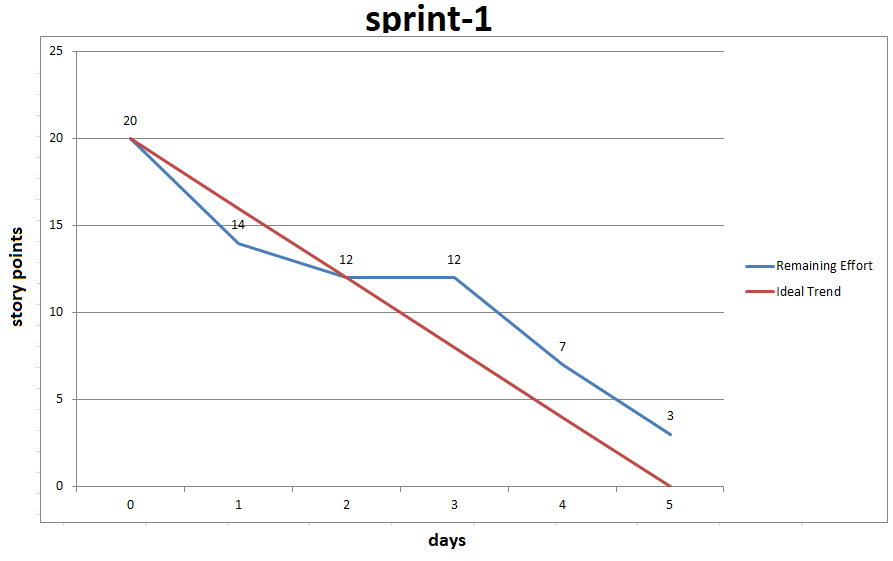 sprint-1
25
20
20
15
14
12
12
10
7
5
3
0
0 1 2 3 4 5
story points
days
Remaining Effort
Ideal Trend